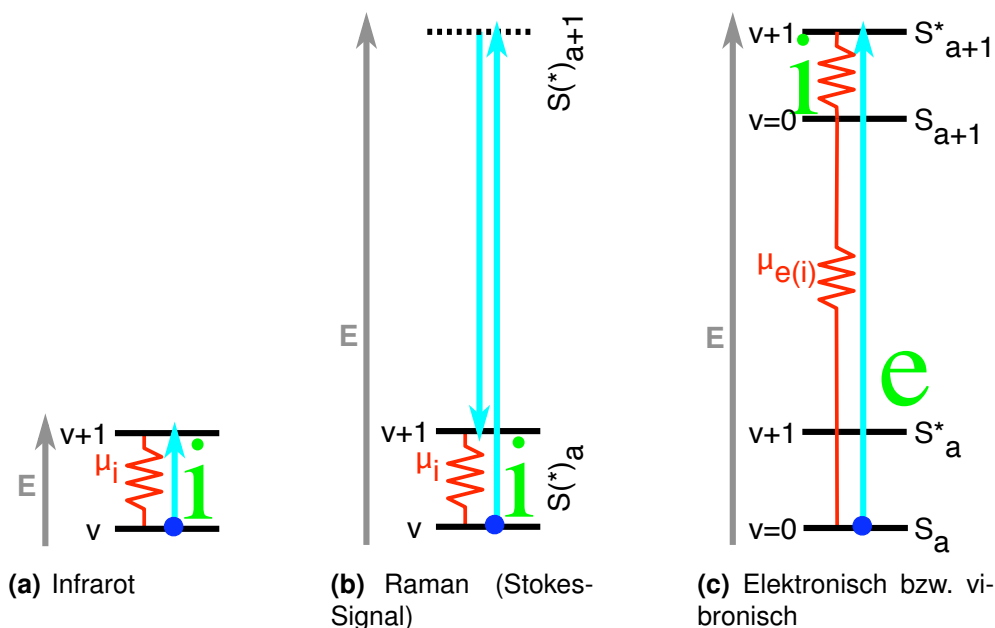 v+1
μi
i
E
v
(a) Infrarot
S(*)a+1
E
v+1
μi
i
S(*)a
(b) Raman (Stokes-
Signal)
v+1
S*a+1
i
v=0
Sa+1
μe(i)
E
e
v+1
S*a
v=0
Sa
(c) Elektronisch bzw. vi-
bronisch